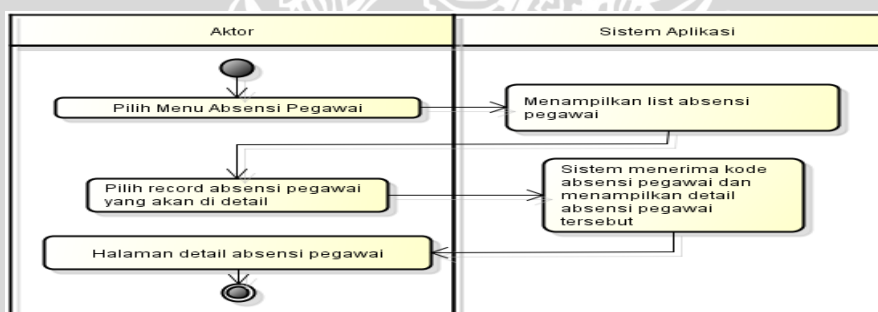 Aktor
Sistem Aplikasi
Pilih Menu Absensi Pegawai
Menampilkan list absensi
pegawai
Pilih record absensi pegawai
yang akan di detail
Sistem menerima kode
absensi pegawai dan
menampilkan detail
absensi pegawai
tersebut
Halaman detail absensi pegawai